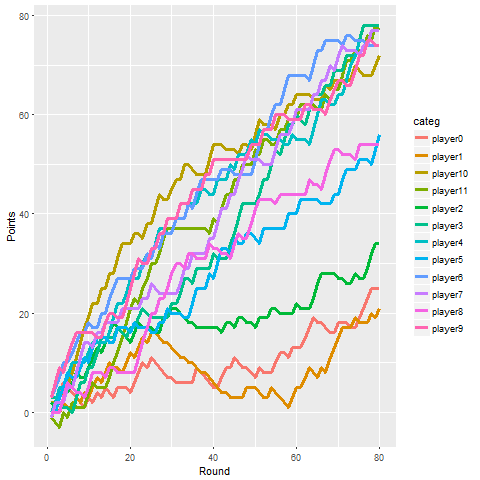 80
60
40
20
0
Points
0
20
40
60
80
Round
categ
player0
player1
player10
player11
player2
player3
player4
player5
player6
player7
player8
player9